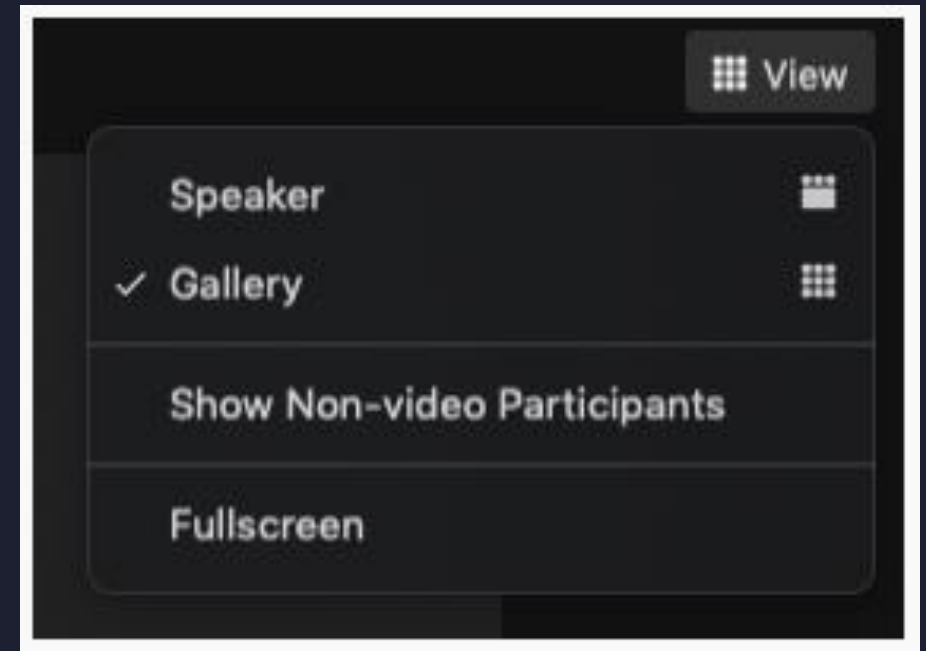 View
Speaker
Gallery
Show Non-video Participants
Fullscreen